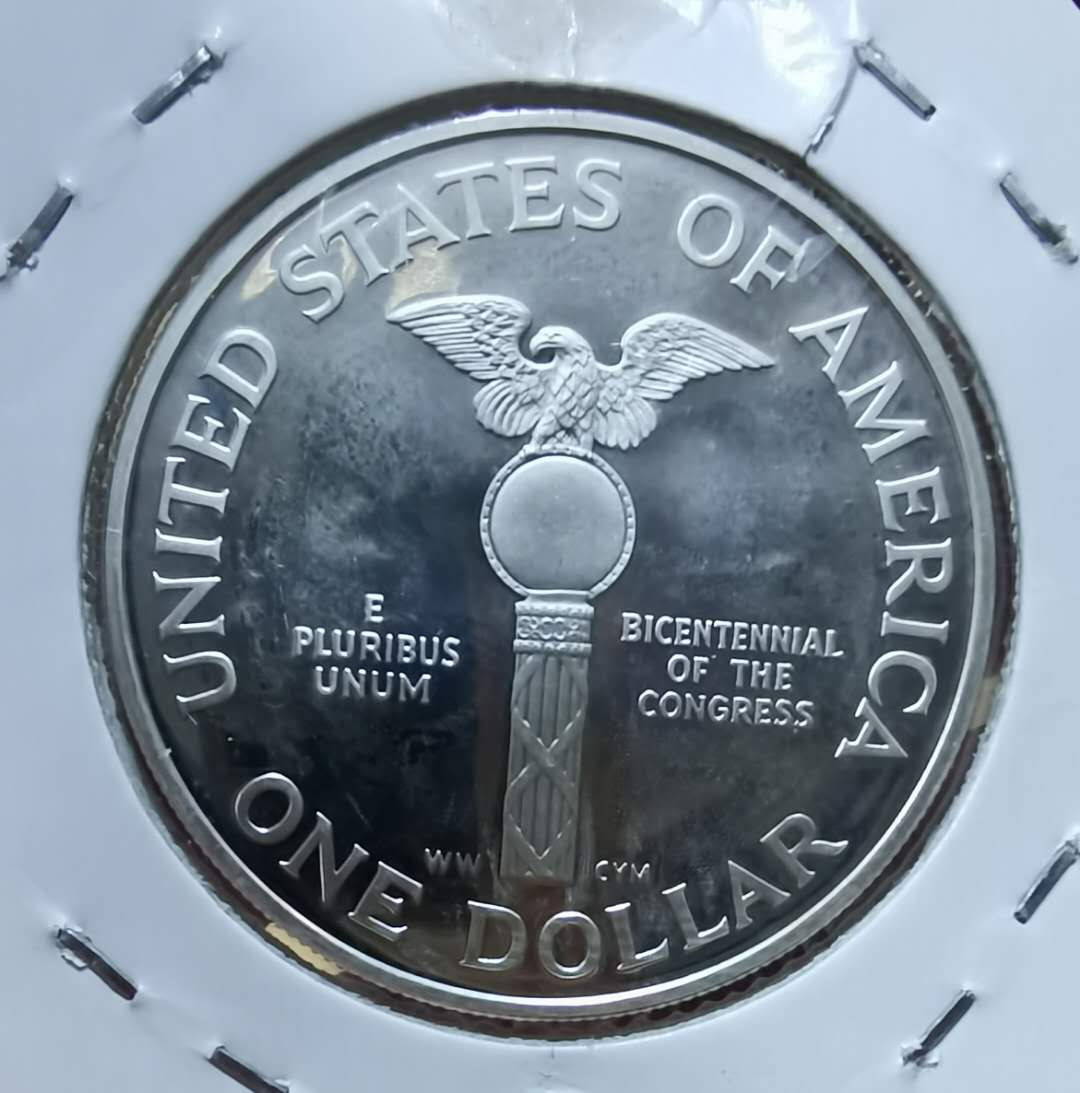 UNITED STATES OF AMERICA
E
PLURIBUS
UNUM
BICENTENNIAL
OF THE
CONGRESS
WW
CYM
ONE DOLLAR